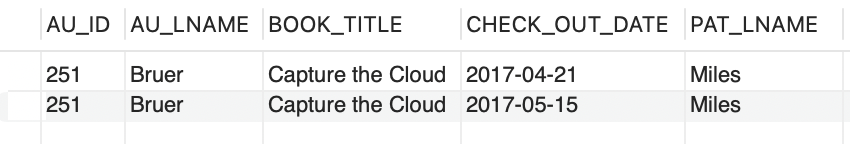 AU_ID AU_LNAME BOOK_TITLE CHECK_OUT_DATE PAT_LNAME
251 Bruer Capture the Cloud 2017-04-21 Miles
251 Bruer Capture the Cloud 2017-05-15 Miles